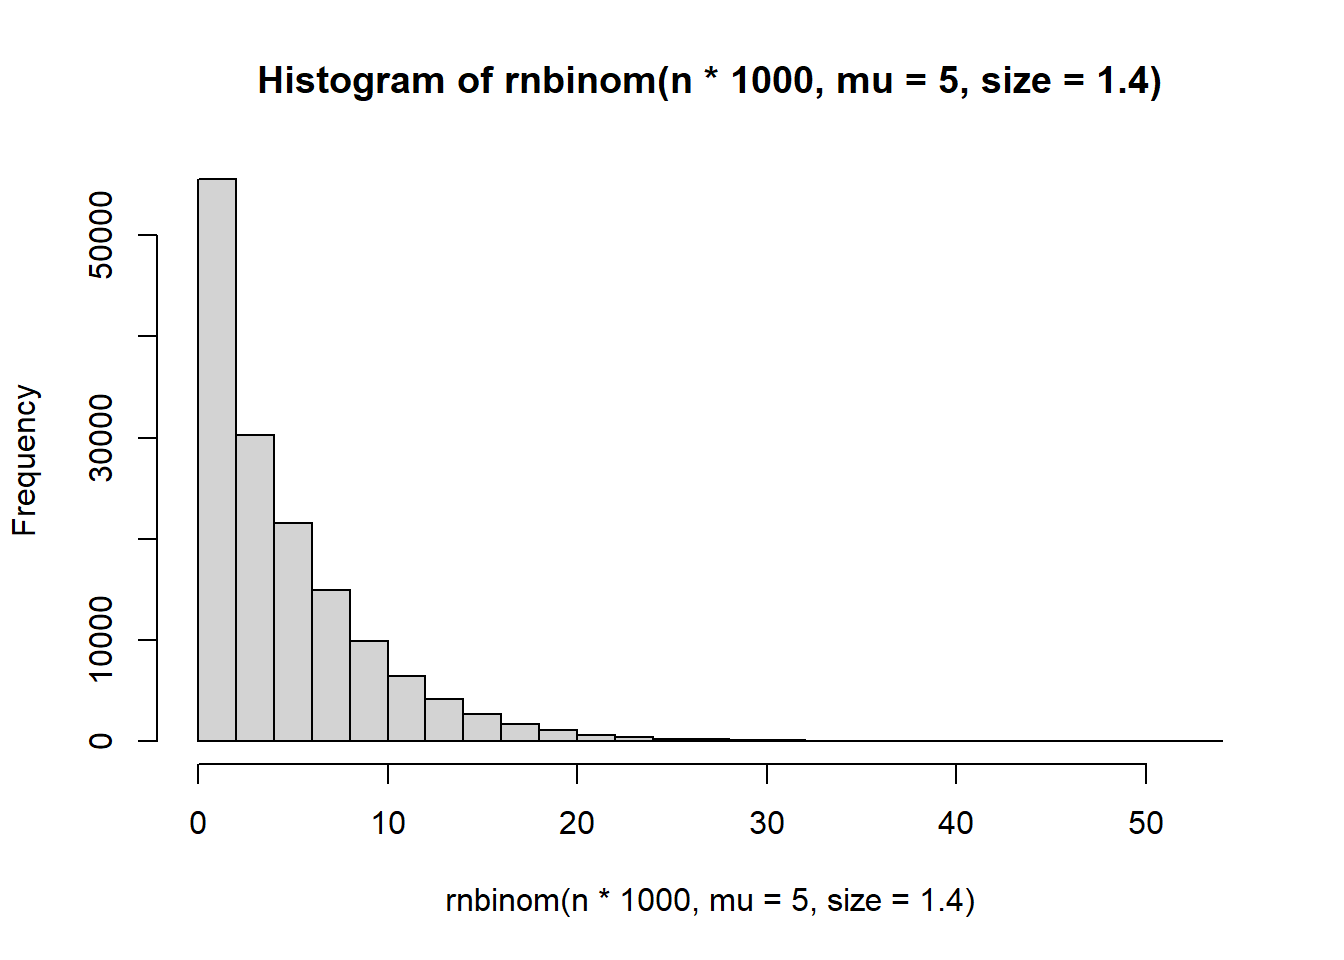 Histogram of rnbinom(n * 1000, mu = 5, size = 1.4)
Frequency
50000
30000
10000
0
0 10 20 30 40 50
rnbinom(n * 1000, mu = 5, size = 1.4)